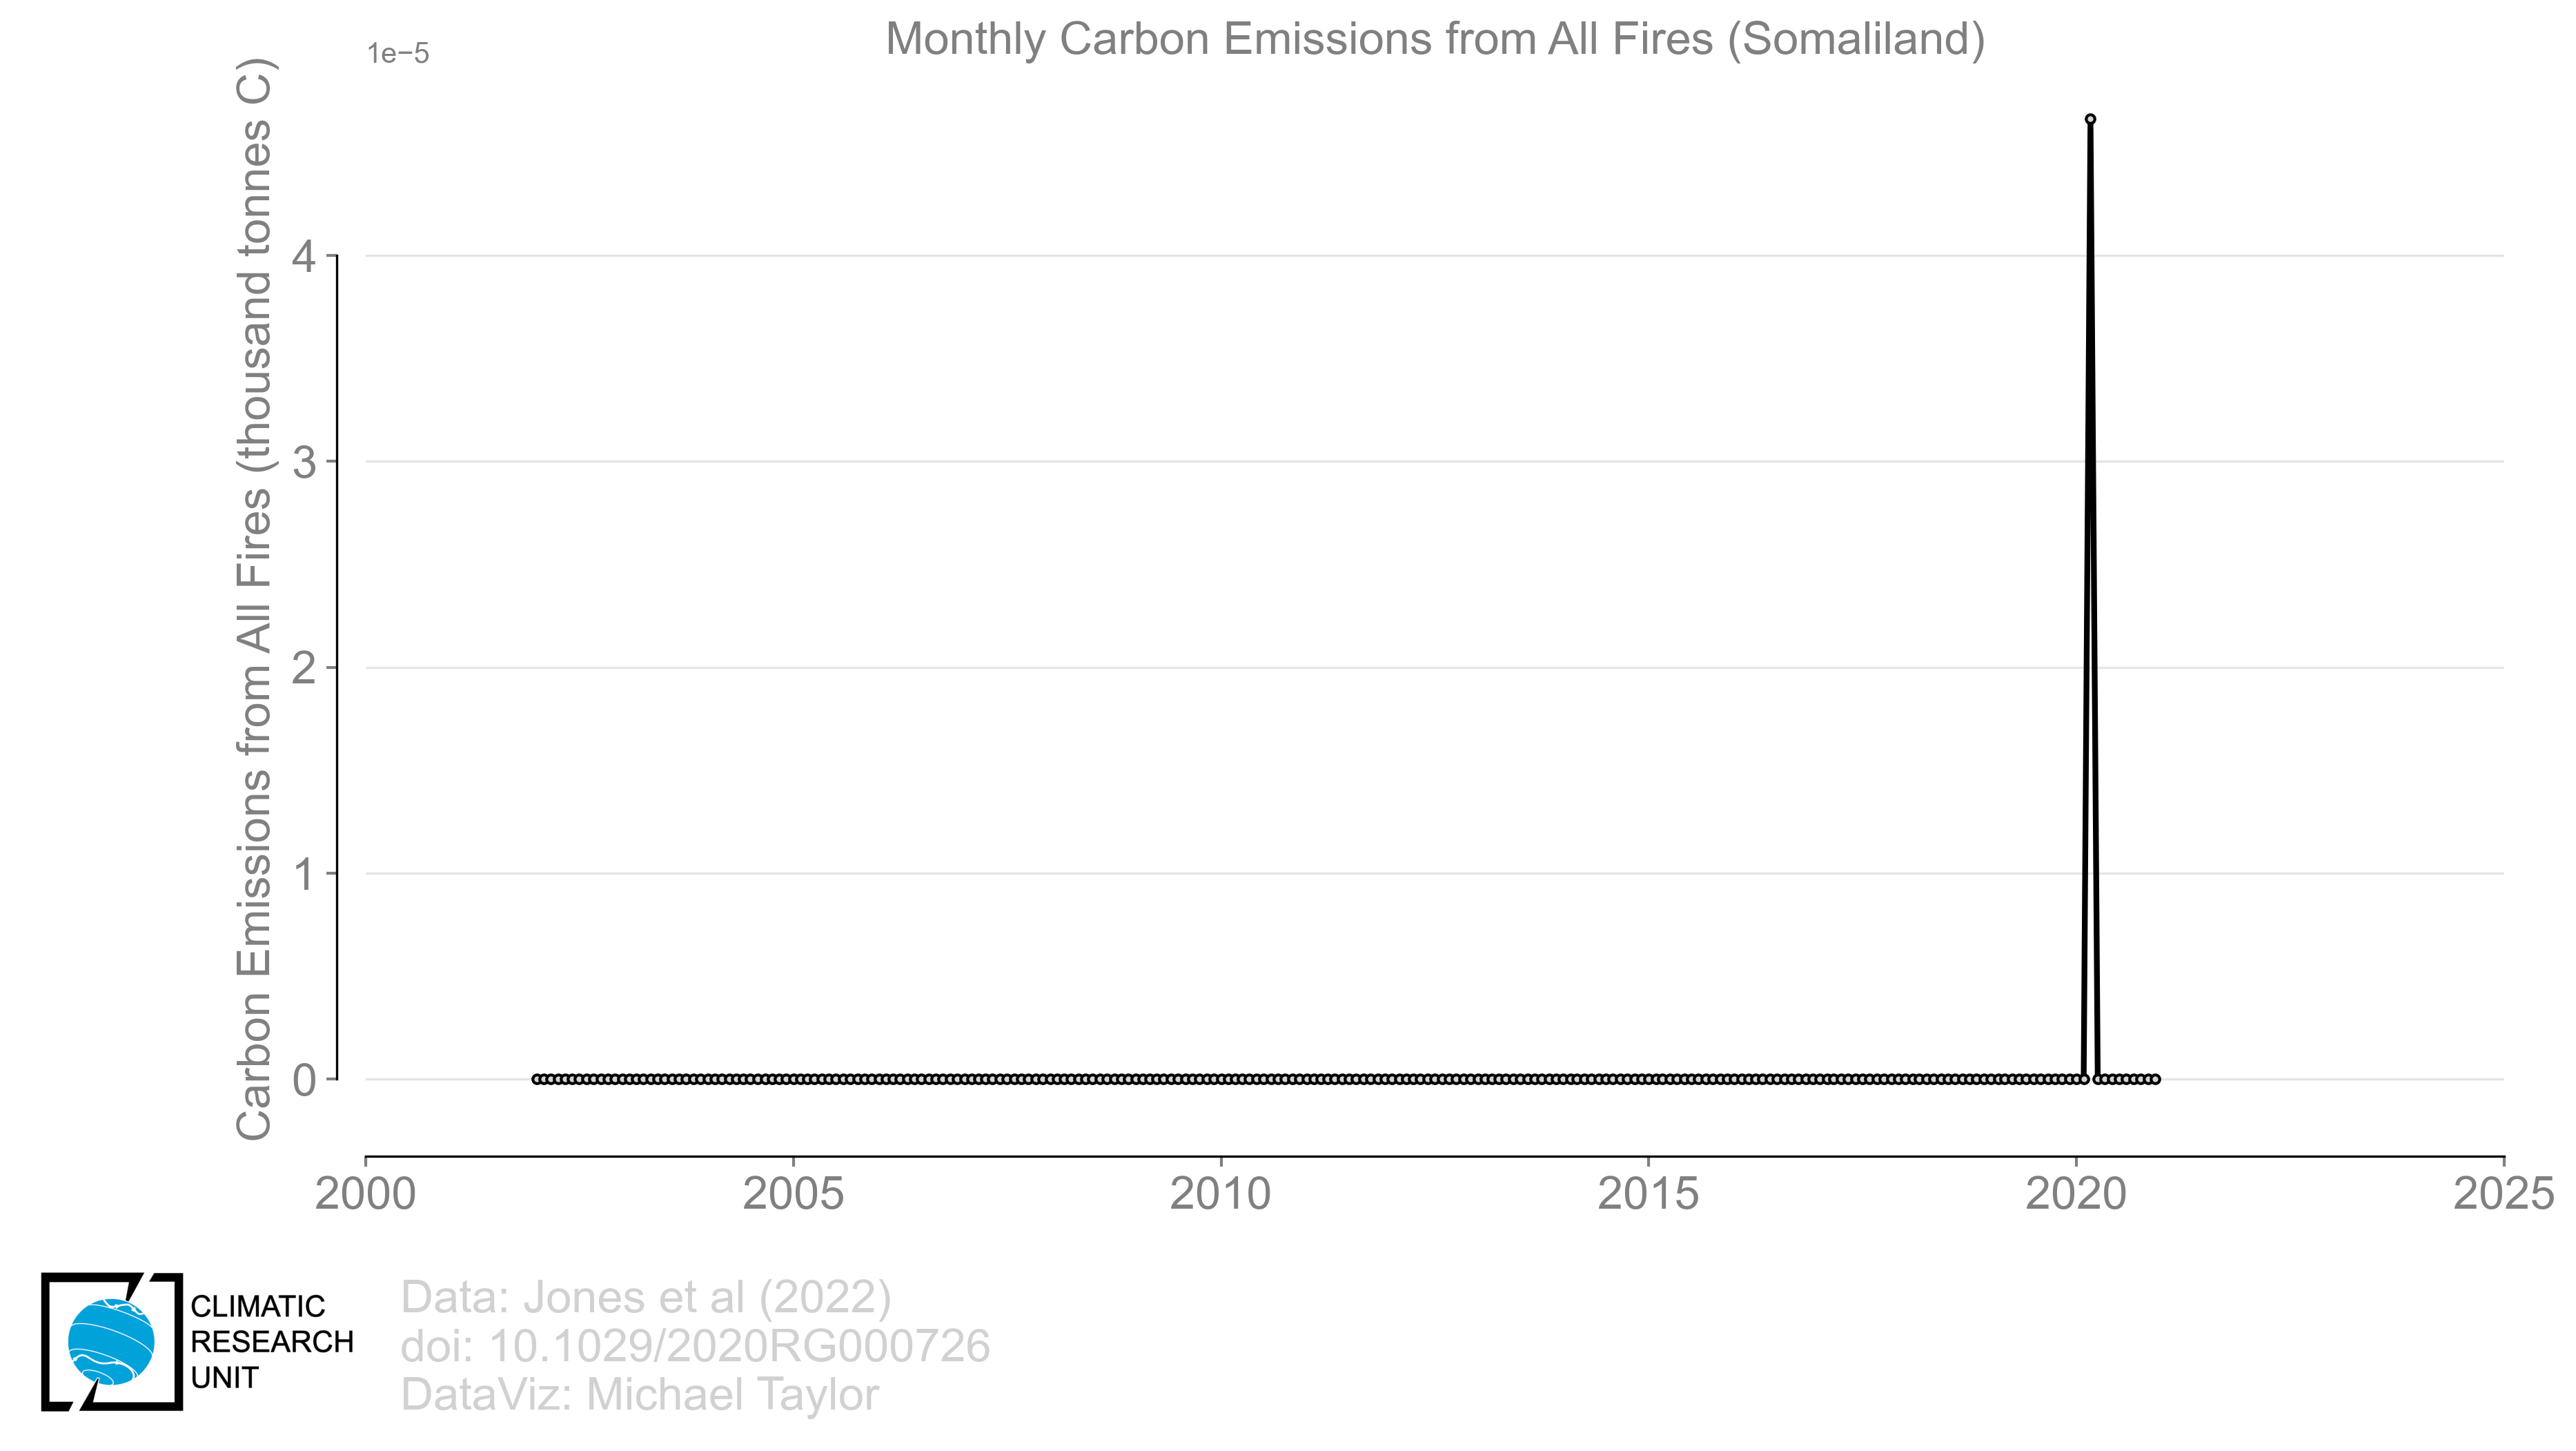 Monthly Carbon Emissions from All Fires (Somaliland)
1e−5
Carbon Emissions from All Fires (thousand tonnes C)
4
3
2
1
0
2000 2005 2010 2015 2020 2025
CLIMATIC
RESEARCH
UNIT
Data: Jones et al (2022)
doi: 10.1029/2020RG000726
DataViz: Michael Taylor